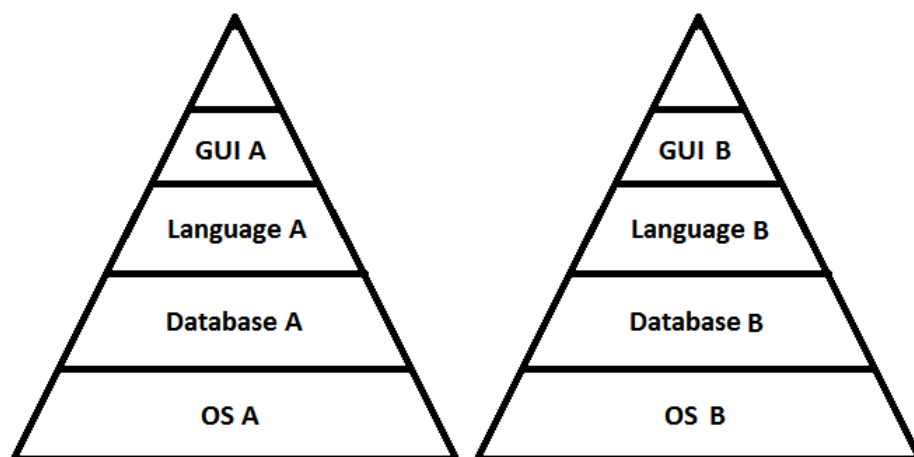 GUI A
Language A
Database A
OS A
GUI B
Language B
Database B
OS B